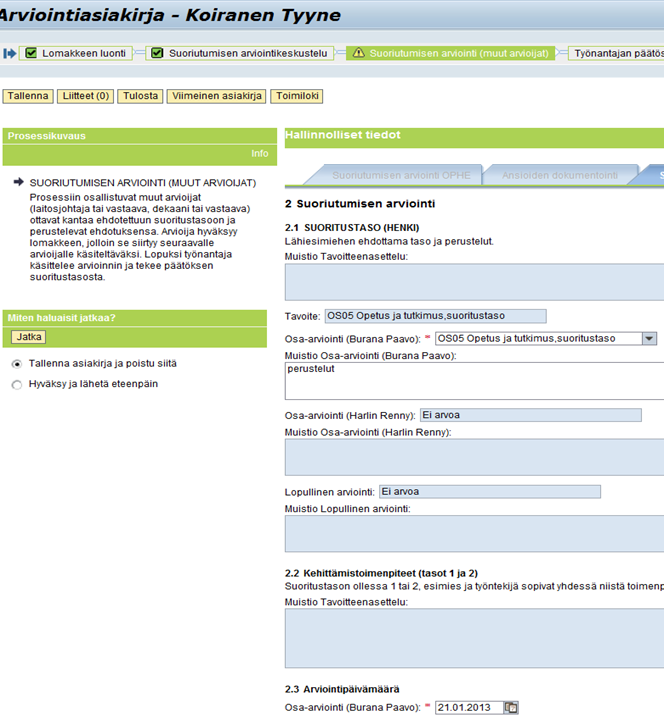 Arviointiasiakirja - Koiranen Tyyne
Lomakkeen luonti
Suoriutumisen arviointikeskustelu
Suoriutumisen arviointi (muut arvioijat)
Työnantajan päätös
Tallenna
Liitteet (0)
Tulosta
Viimeinen asiakirja
Toimiloki
Prosessikuvaus
Info
SUORIUTUMISEN ARVIOINTI (MUUT ARVIOIJAT)
Prosessiin osallistuvat muut arvioijat
(laitosjohtaja tai vastaava, dekaani tai vastaava)
ottavat kantaa ehdotettuun suoritustasoon ja
perustelevat ehdotuksensa. Arvioija hyväksyy
lomakkeen, jolloin se siirtyy seuraavalle
arvioijalle käsiteltäväksi. Lopuksi työnantaja
käsittelee arvioinnin ja tekee päätöksen
suoritustasosta.
Miten haluaisit jatkaa?
Jatka
Tallenna asiakirja ja poistu siitä
Hyväksy ja lähetä eteenpäin
Hallinnolliset tiedot
Suoriutumisen arviointi OPHE
Ansioiden dokumentointi
S
2 Suoriutumisen arviointi
2.1 SUORITUSTASO (HENKI)
Lähiesimiehen ehdottama taso ja perustelut.
Muistio Tavoitteenasettelu:
Tavoite: OS05 Opetus ja tutkimus,suoritustaso
Osa-arviointi (Burana Paavo): * OS05 Opetus ja tutkimus,suoritustaso
Muistio Osa-arviointi (Burana Paavo):
perustelut
Osa-arviointi (Harlin Renny): Ei arvoa
Muistio Osa-arviointi (Harlin Renny):
Lopullinen arviointi: Ei arvoa
Muistio Lopullinen arviointi:
2.2 Kehittämistoimenpiteet (tasot 1 ja 2)
Suoritustason ollessa 1 tai 2, esimies ja työntekijä sopivat yhdessä niistä toimenp
Muistio Tavoitteenasettelu:
2.3 Arviointipäivämäärä
Osa-arviointi (Burana Paavo): * 21.01.2013